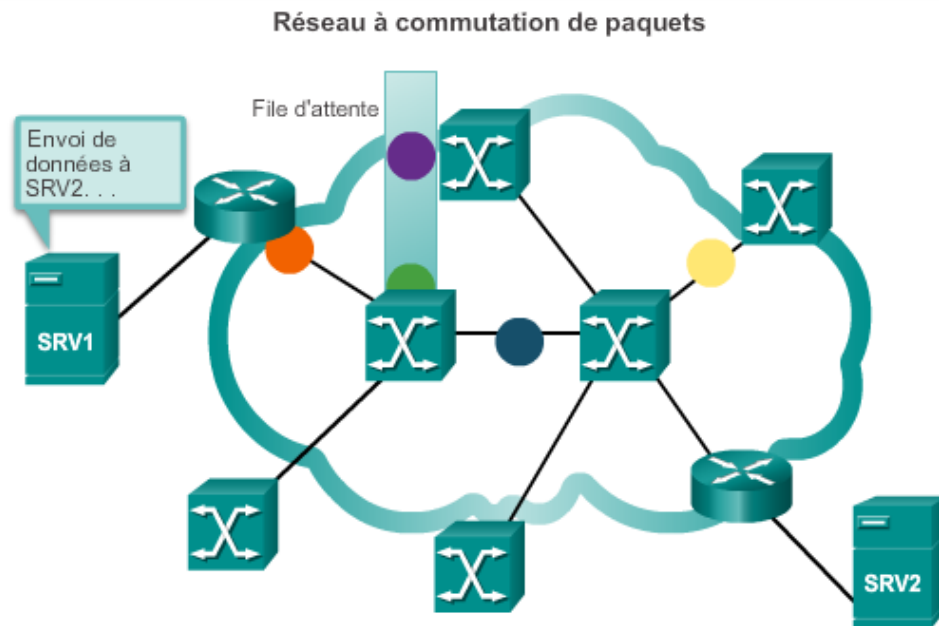 Réseau à commutation de paquets
File d'attente
Envoi de
données à
SRV2. . .
SRV1
SRV2